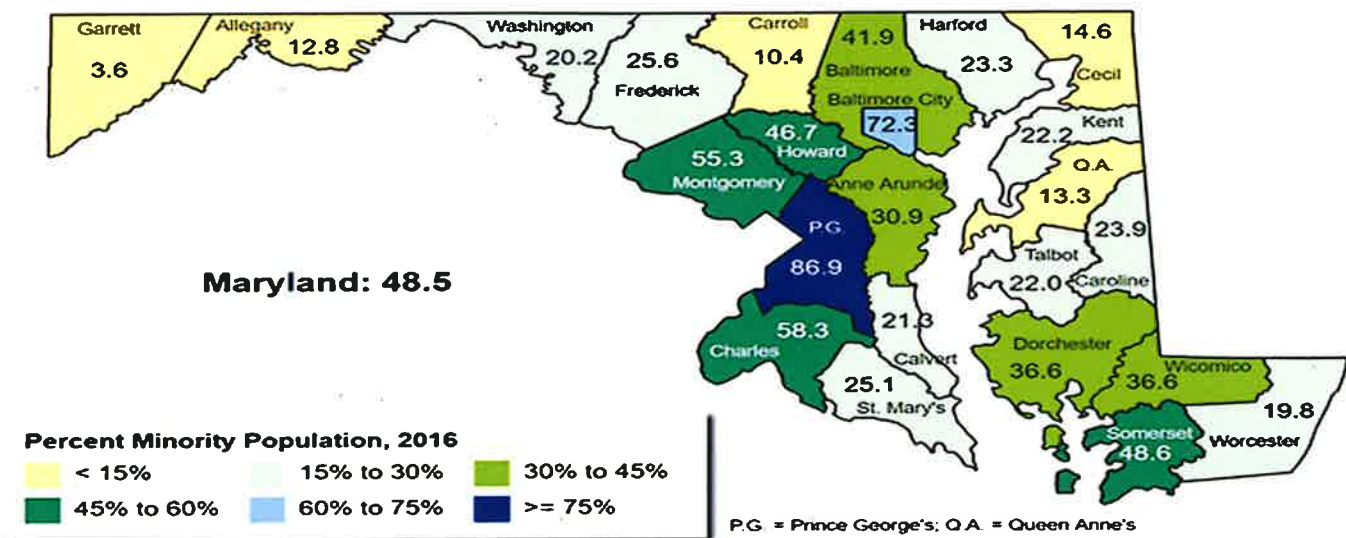 Garrett
3.6
Allegany
12.8
Washington
20.2
25.6
Frederick
Carroll
10.4
41.9
Baltimore
Baltimore City
72.3
Harford
23.3
14.6
Cecil
Kent
22.2
Q.A.
13.3
23.9
Caroline
Talbot
22.0
46.7
Howard
55.3
Montgomery
Anne Arundel
30.9
P.G.
86.9
Maryland: 48.5
58.3
Charles
21.3
Calvert
25.1
St. Mary's
Dorchester
36.6
Wicomico
36.6
Somerset
48.6
19.8
Worcester
Percent Minority Population, 2016
< 15%
15% to 30%
30% to 45%
45% to 60%
60% to 75%
>= 75%
P.G. = Prince George's; Q.A. = Queen Anne's